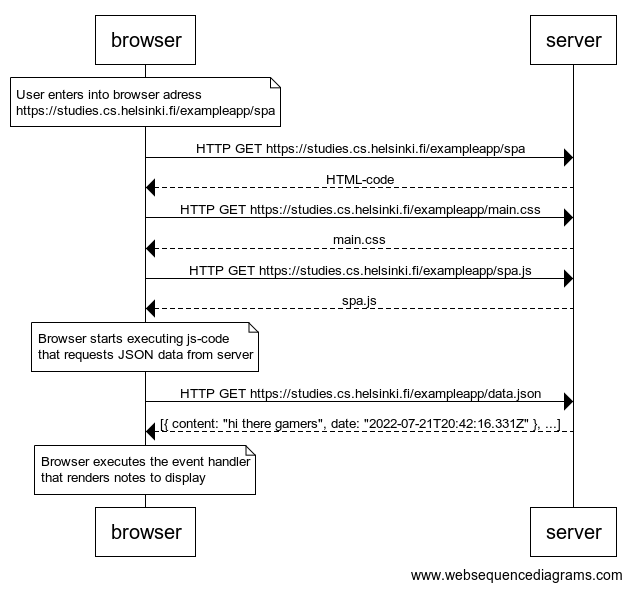 browser
server
User enters into browser adress
https://studies.cs.helsinki.fi/exampleapp/spa
HTTP GET https://studies.cs.helsinki.fi/exampleapp/spa
HTML-code
HTTP GET https://studies.cs.helsinki.fi/exampleapp/main.css
main.css
HTTP GET https://studies.cs.helsinki.fi/exampleapp/spa.js
spa.js
Browser starts executing js-code
that requests JSON data from server
HTTP GET https://studies.cs.helsinki.fi/exampleapp/data.json
[{ content: "hi there gamers", date: "2022-07-21T20:42:16.331Z" }, ...]
Browser executes the event handler
that renders notes to display
browser
server
www.websequencediagrams.com